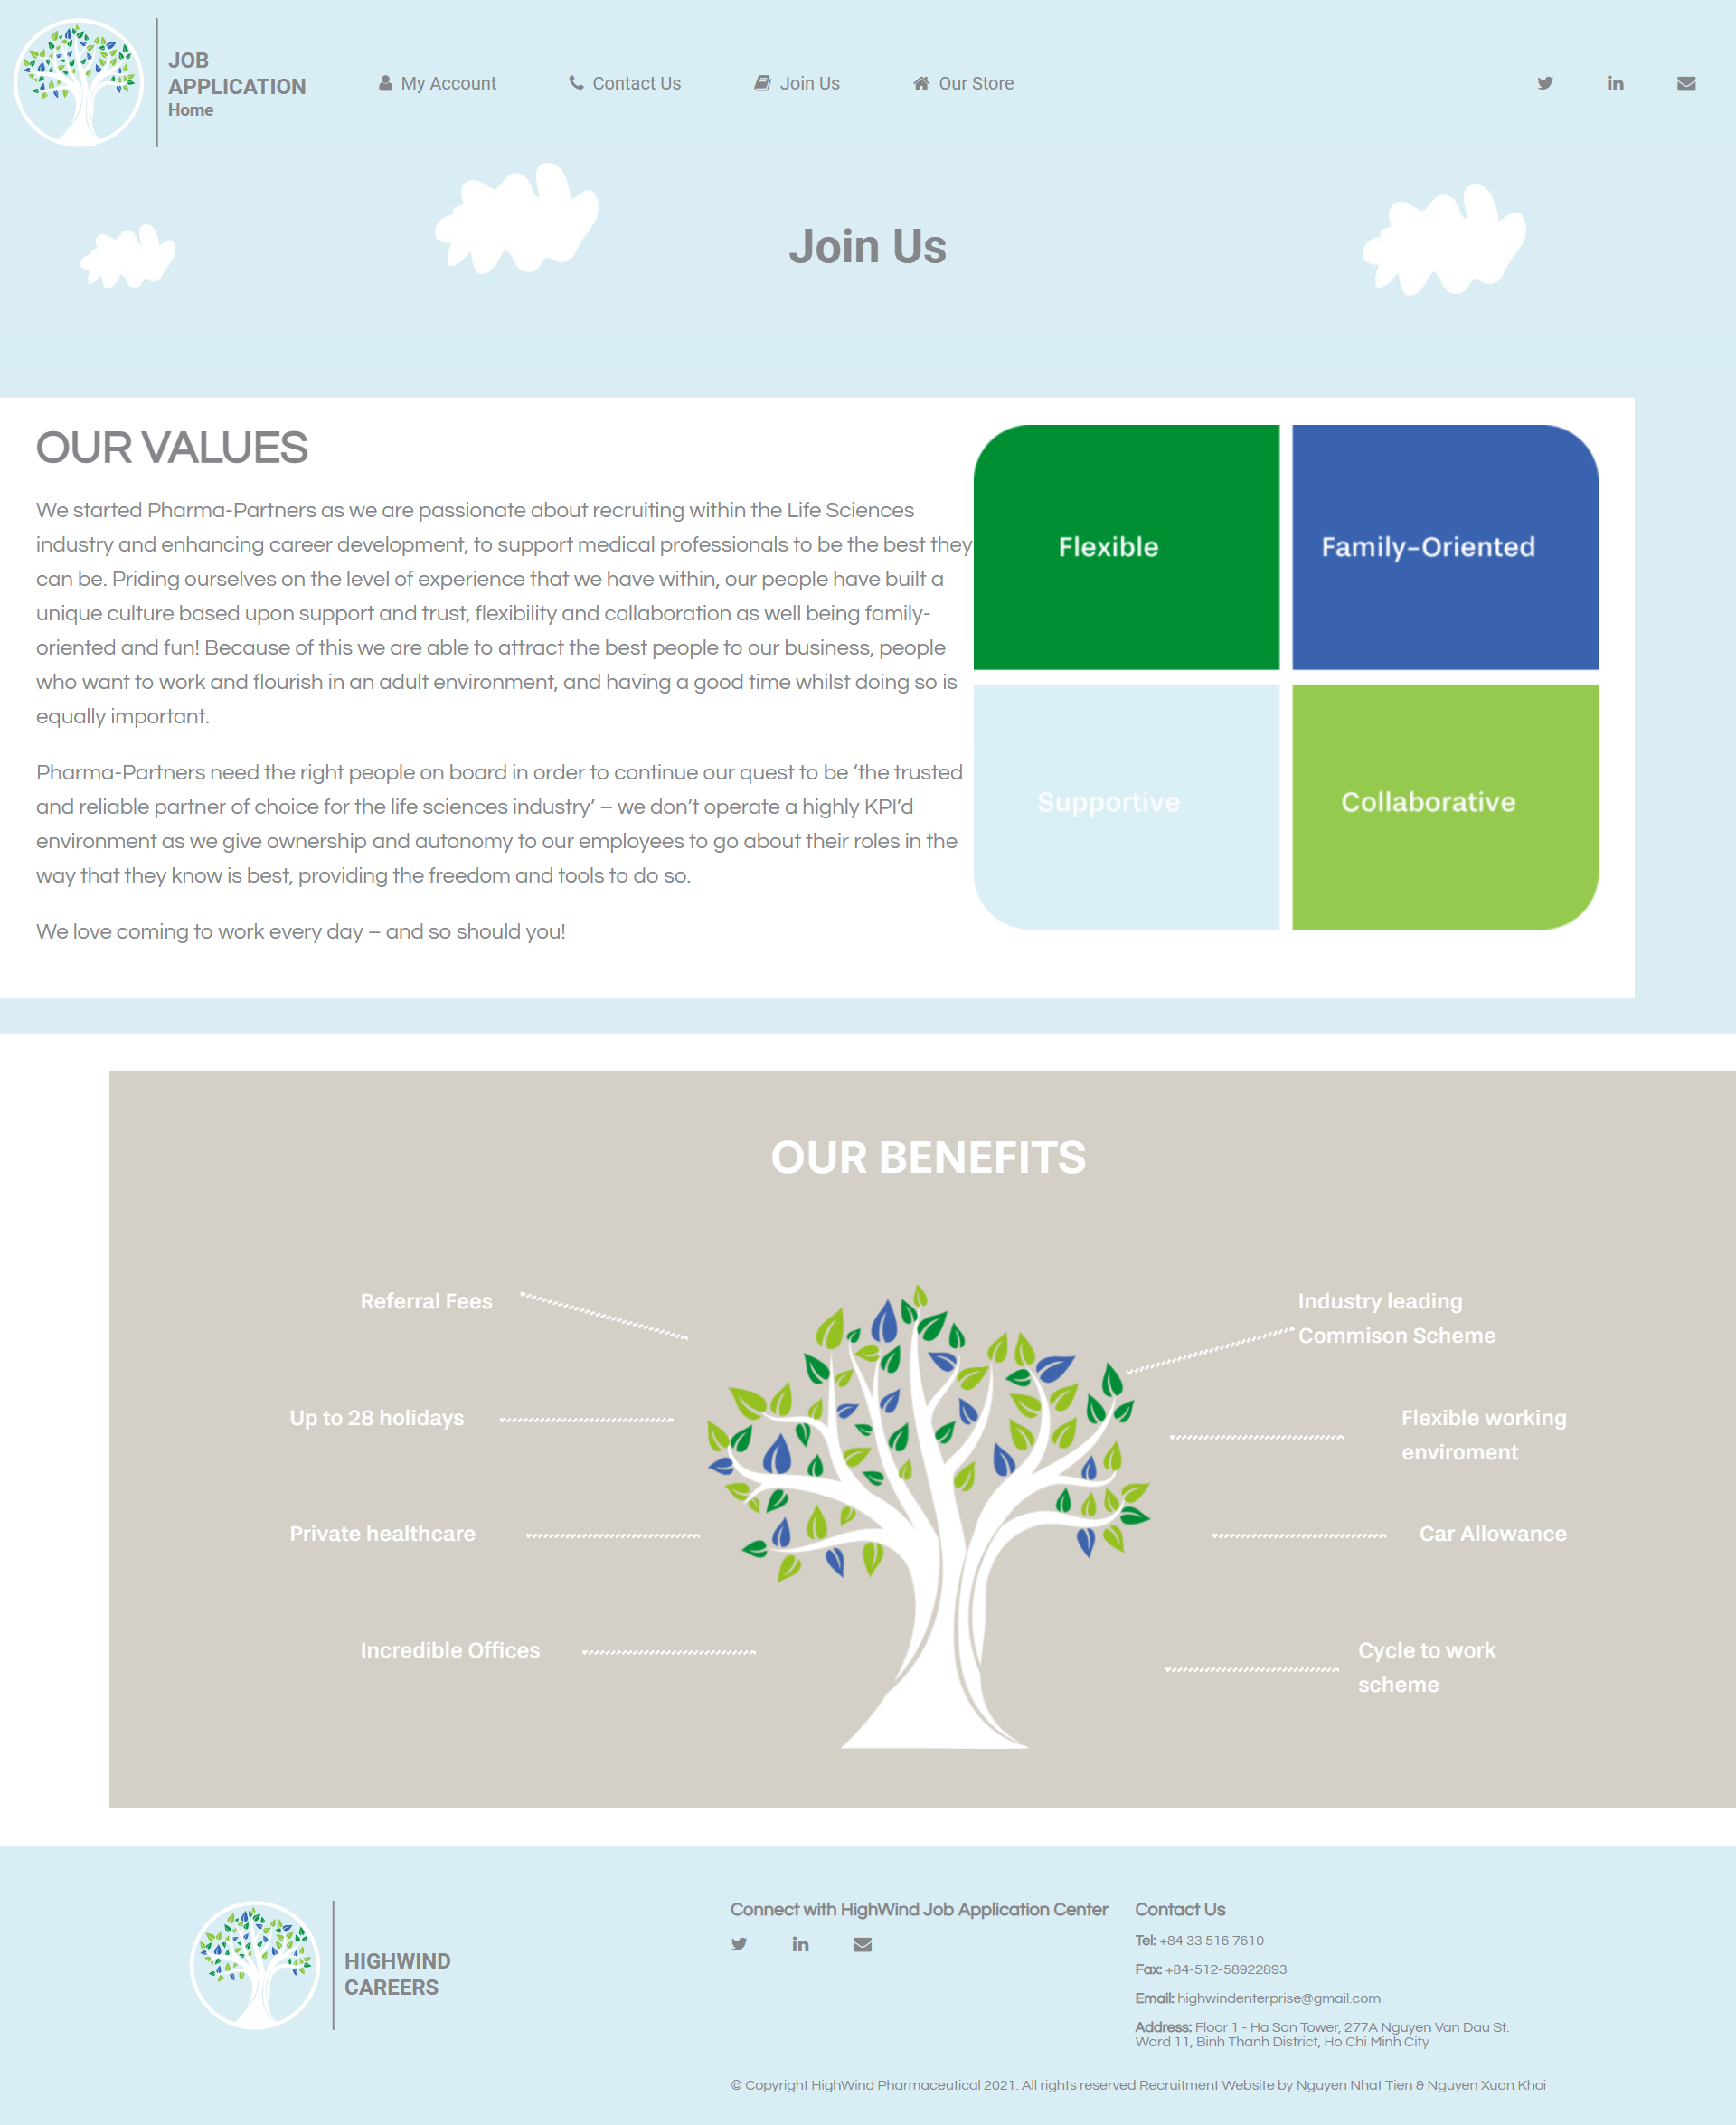 JOB
APPLICATION
Home
My Account
Contact Us
Join Us
Our Store
Join Us
OUR VALUES
We started Pharma-Partners as we are passionate about recruiting within the Life Sciences
industry and enhancing career development, to support medical professionals to be the best they
can be. Priding ourselves on the level of experience that we have within, our people have built a
unique culture based upon support and trust, flexibility and collaboration as well being family-
oriented and fun! Because of this we are able to attract the best people to our business, people
who want to work and flourish in an adult environment, and having a good time whilst doing so is
equally important.
Pharma-Partners need the right people on board in order to continue our quest to be ‘the trusted
and reliable partner of choice for the life sciences industry’ – we don’t operate a highly KPI’d
environment as we give ownership and autonomy to our employees to go about their roles in the
way that they know is best, providing the freedom and tools to do so.
We love coming to work every day – and so should you!
Flexible
Family-Oriented
Supportive
Collaborative
OUR BENEFITS
Referral Fees
Up to 28 holidays
Private healthcare
Incredible Offices
Industry leading
Commison Scheme
Flexible working
enviroment
Car Allowance
Cycle to work
scheme
HIGHWIND
CAREERS
Connect with HighWind Job Application Center
Contact Us
Tel: +84 33 516 7610
Fax: +84-512-58922893
Email: highwindenterprise@gmail.com
Address: Floor 1 - Ha Son Tower, 277A Nguyen Van Dau St.
Ward 11, Binh Thanh District, Ho Chi Minh City
© Copyright HighWind Pharmaceutical 2021. All rights reserved Recruitment Website by Nguyen Nhat Tien & Nguyen Xuan Khoi